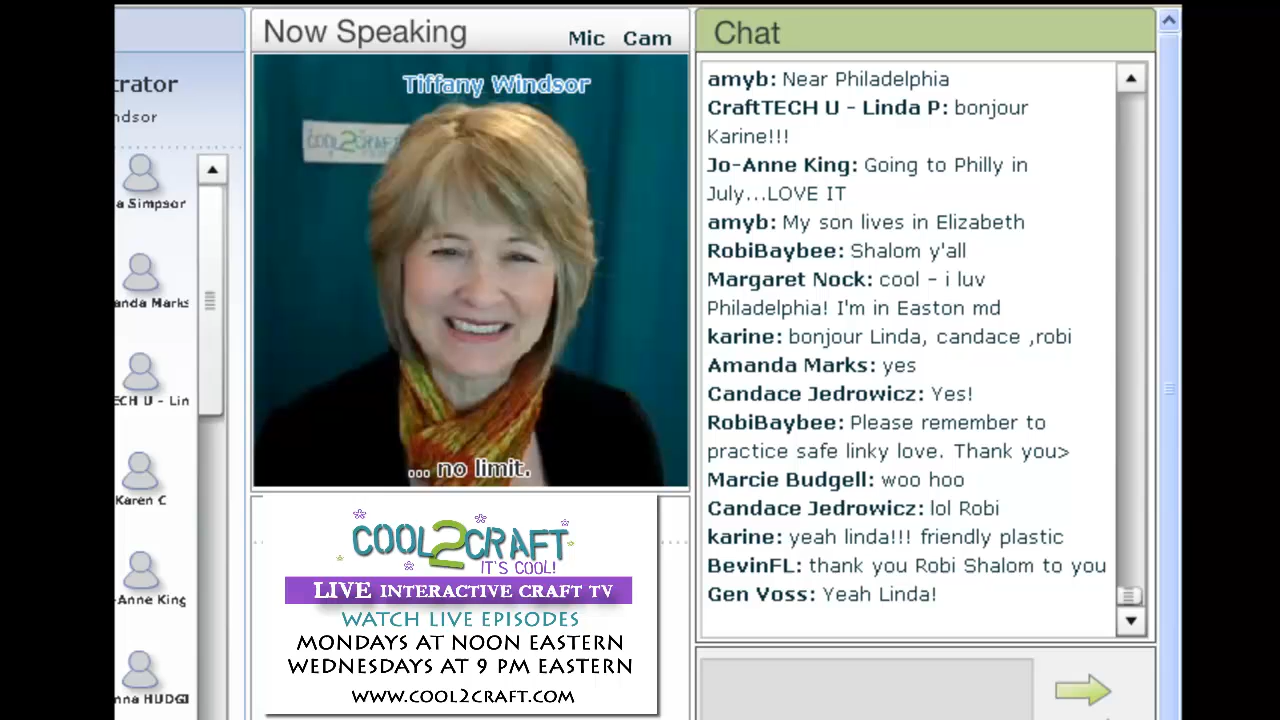 trator
ndsor
a Simpson
anda Marks
ECH U - Lin
Karen C
-Anne King
nna HUDGI
Now Speaking
Mic Cam
Tiffany Windsor
COOL2CRAFT
... no limit.
COOL2CRAFT
IT'S COOL!
LIVE INTERACTIVE CRAFT TV
WATCH LIVE EPISODES
MONDAYS AT NOON EASTERN
WEDNESDAYS AT 9 PM EASTERN
WWW.COOL2CRAFT.COM
Chat
amyb: Near Philadelphia
CraftTECH U - Linda P: bonjour
Karine!!!
Jo-Anne King: Going to Philly in
July...LOVE IT
amyb: My son lives in Elizabeth
RobiBaybee: Shalom y'all
Margaret Nock: cool - i luv
Philadelphia! I'm in Easton md
karine: bonjour Linda, candace ,robi
Amanda Marks: yes
Candace Jedrowicz: Yes!
RobiBaybee: Please remember to
practice safe linky love. Thank you>
Marcie Budgell: woo hoo
Candace Jedrowicz: lol Robi
karine: yeah linda!!! friendly plastic
BevinFL: thank you Robi Shalom to you
Gen Voss: Yeah Linda!